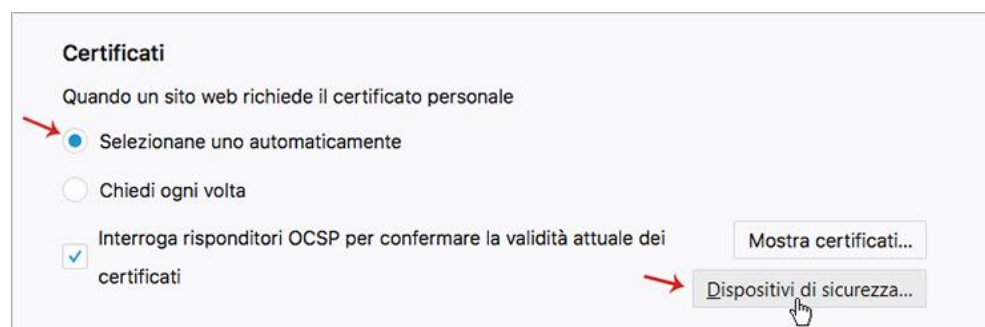 Certificati
Quando un sito web richiede il certificato personale
Selezionane uno automaticamente
Chiedi ogni volta
Interroga risponditori OCSP per confermare la validità attuale dei
certificati
Mostra certificati...
Dispositivi di sicurezza...